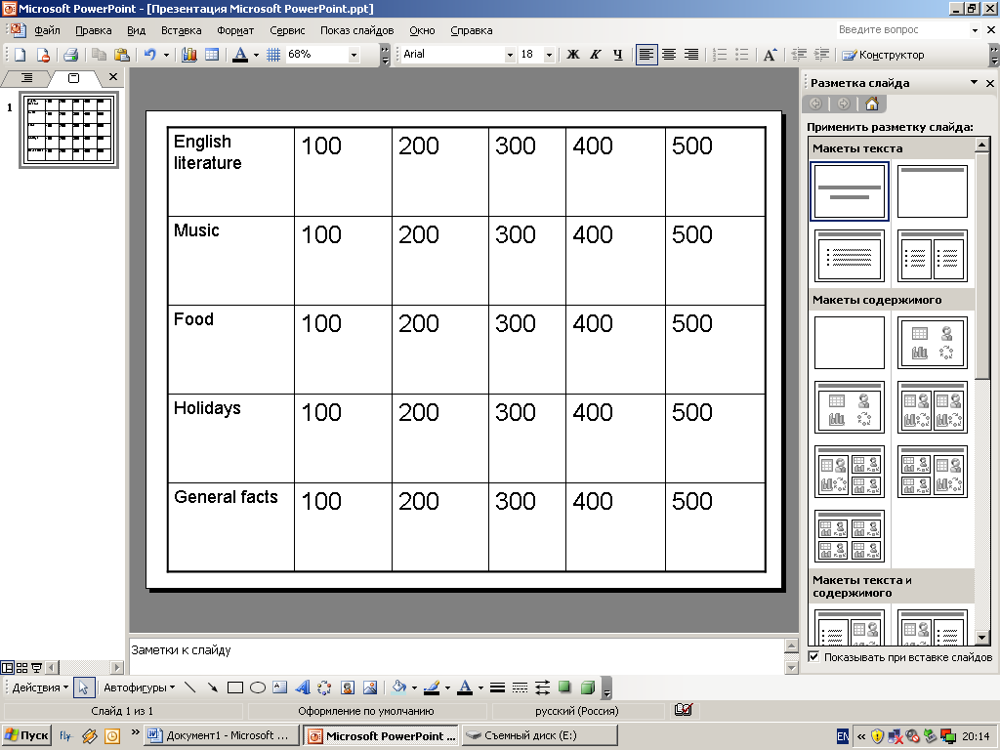 Microsoft PowerPoint - [Презентация Microsoft PowerPoint.ppt]
Файл Правка Вид Вставка Формат Сервис Показ слайдов Окно Справка Введите вопрос
68% Arial 18 Ж К Ч Конструктор
Разметка слайда
1
Применить разметку слайда:
Макеты текста
Макеты содержимого
Макеты текста и
содержимого
Показывать при вставке слайдов
English
literature
100 200 300 400 500
Music 100 200 300 400 500
Food 100 200 300 400 500
Holidays 100 200 300 400 500
General facts 100 200 300 400 500
Заметки к слайду
Действия Автофигуры
Слайд 1 из 1 Оформление по умолчанию русский (Россия)
Пуск fly Документ1 - Microsoft ... Microsoft PowerPoint ... Съемный диск (E:) EN 20:14